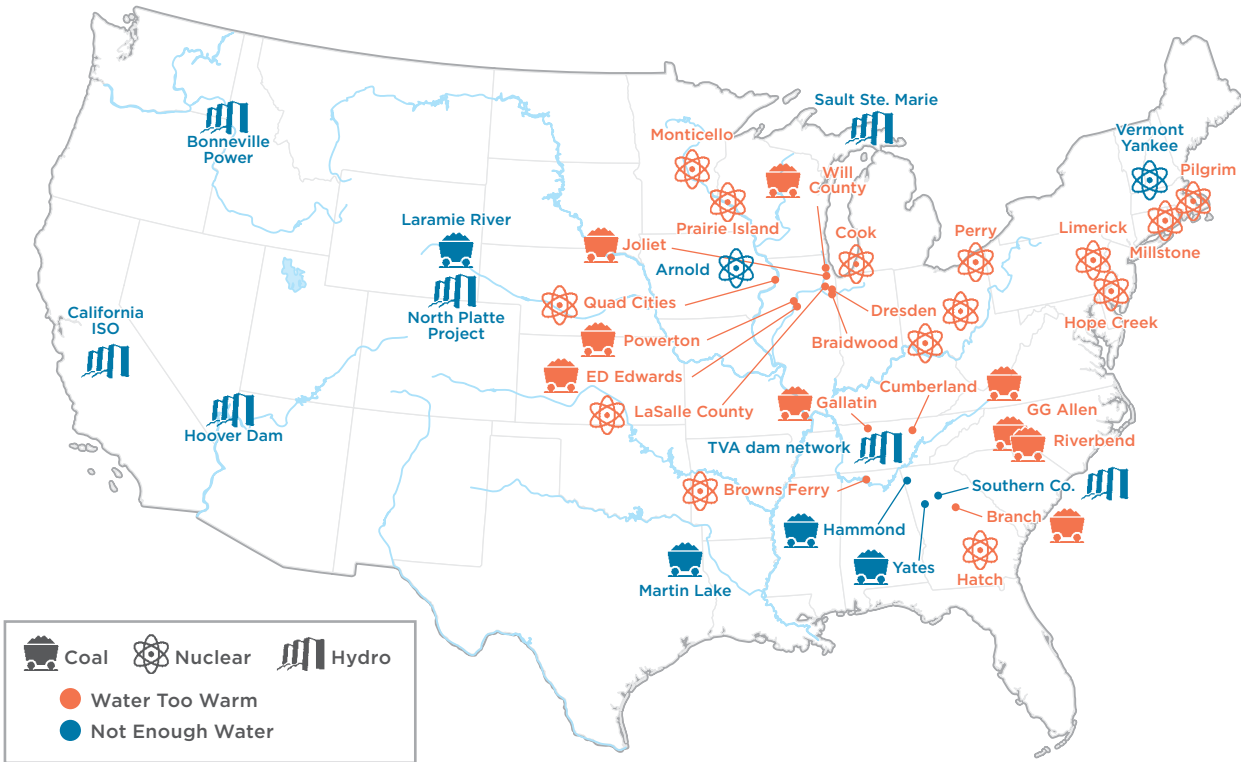 Sault Ste. Marie
Monticello
Vermont
Yankee
Bonneville
Power
Will
County
Pilgrim
Laramie River
Prairie Island
Cook
Perry
Limerick
Millstone
Joliet
Arnold
Quad Cities
Dresden
Hope Creek
California
ISO
North Platte
Project
Powerton
Braidwood
ED Edwards
Cumberland
Gallatin
GG Allen
LaSalle County
Hoover Dam
TVA dam network
Riverbend
Browns Ferry
Southern Co.
Branch
Hammond
Yates
Hatch
Martin Lake
Coal
Nuclear
Hydro
Water Too Warm
Not Enough Water